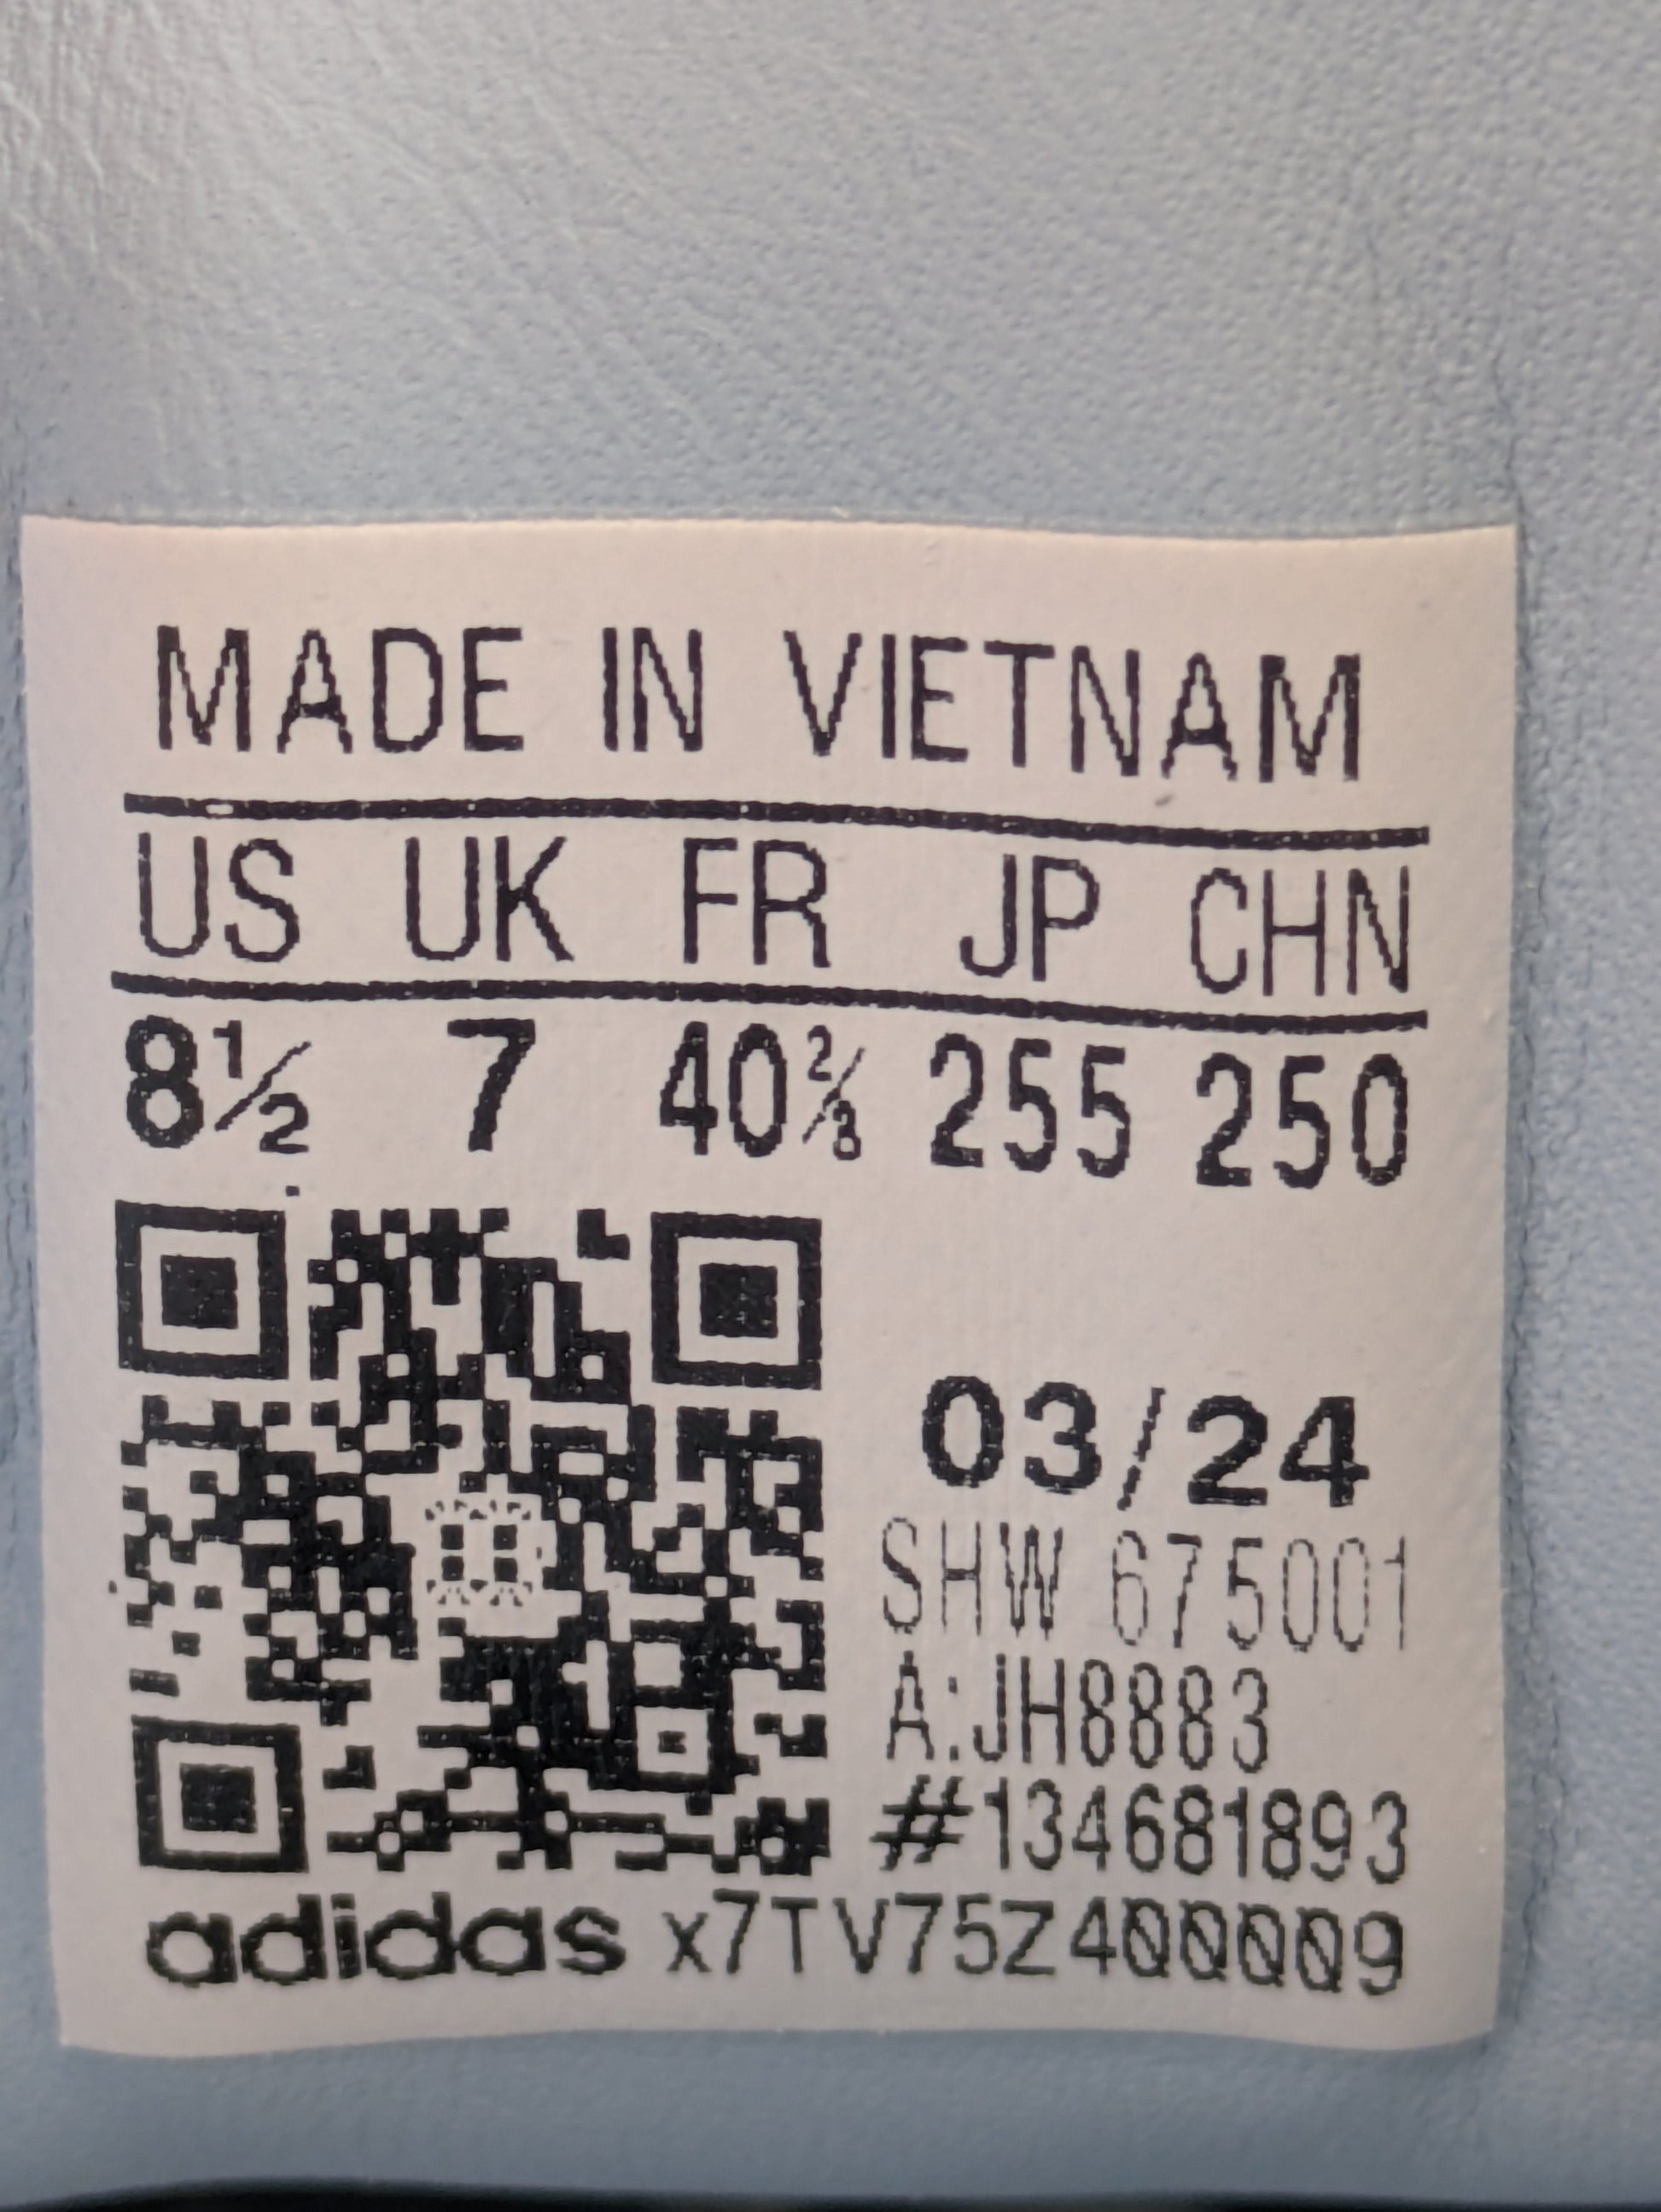 MADE IN VIETNAM
US UK FR JP CHN
8½ 7 40⅔ 255 250
03/24
SHW 675001
A:JH8883
#134681893
adidas x7TV75Z400009